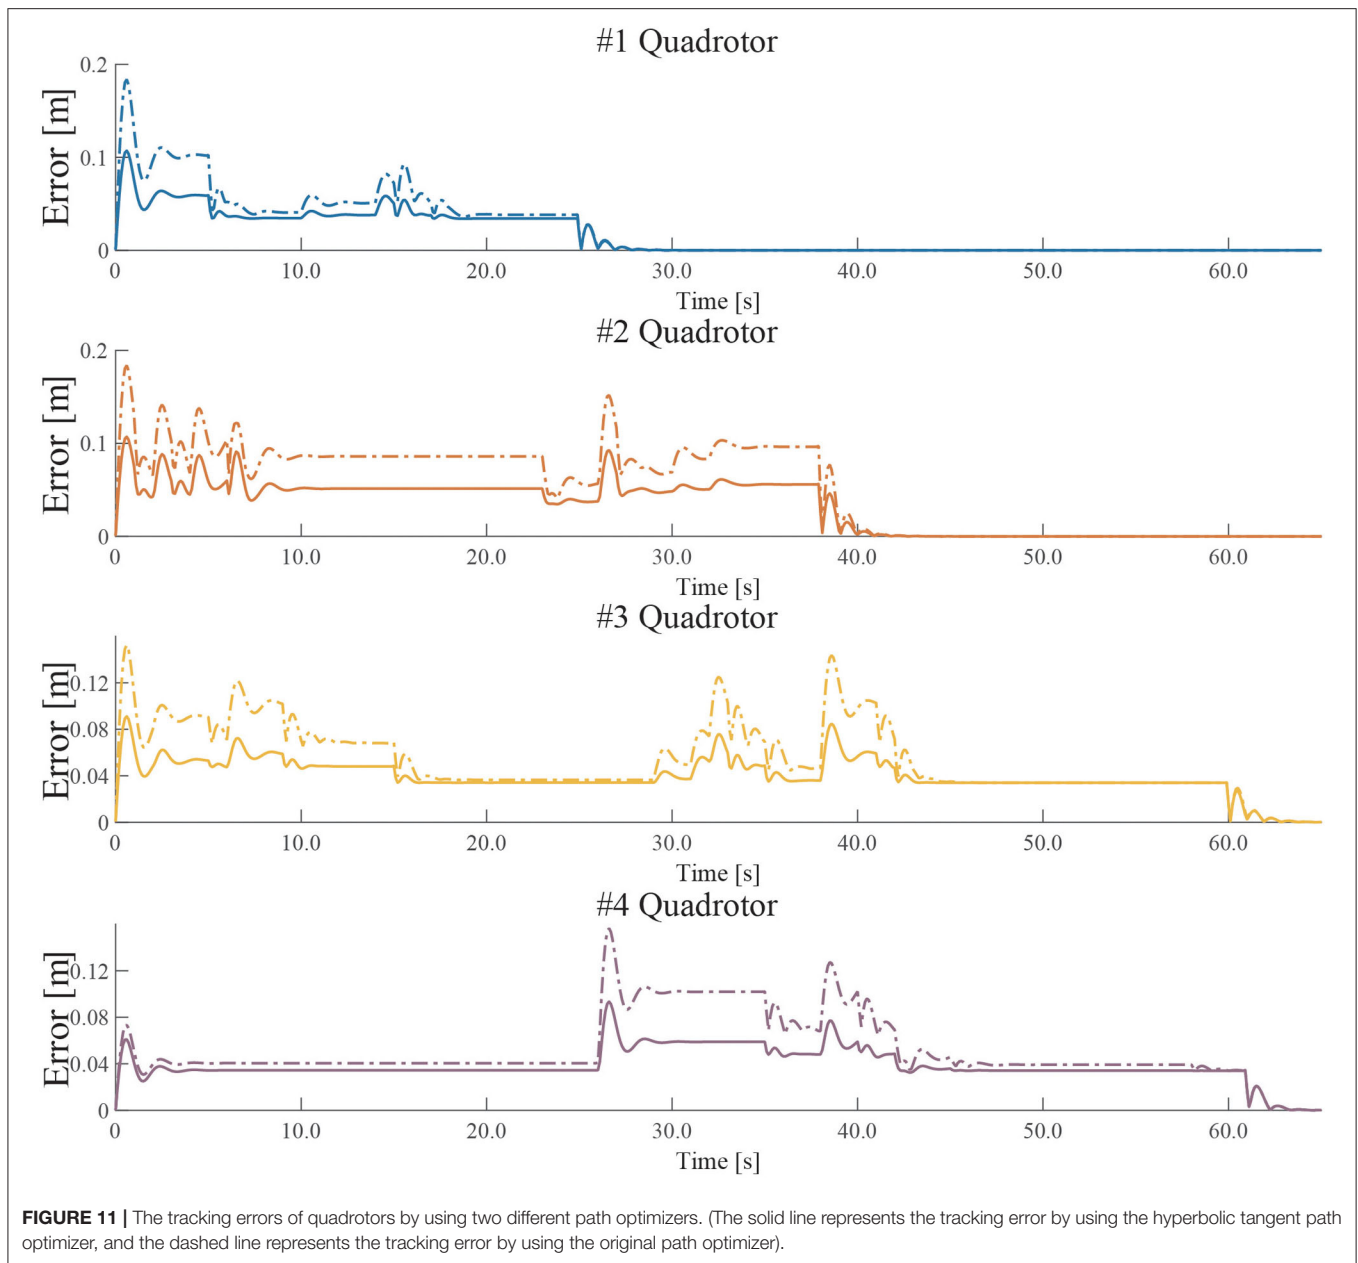 #1 Quadrotor
0.2
0.1
0
Error [m]
0 10.0 20.0 30.0 40.0 50.0 60.0
Time [s]
#2 Quadrotor
0.2
0.1
0
Error [m]
0 10.0 20.0 30.0 40.0 50.0 60.0
Time [s]
#3 Quadrotor
0.12
0.08
0.04
0
Error [m]
0 10.0 20.0 30.0 40.0 50.0 60.0
Time [s]
#4 Quadrotor
0.12
0.08
0.04
0
Error [m]
0 10.0 20.0 30.0 40.0 50.0 60.0
Time [s]
FIGURE 11 | The tracking errors of quadrotors by using two different path optimizers. (The solid line represents the tracking error by using the hyperbolic tangent path
optimizer, and the dashed line represents the tracking error by using the original path optimizer).